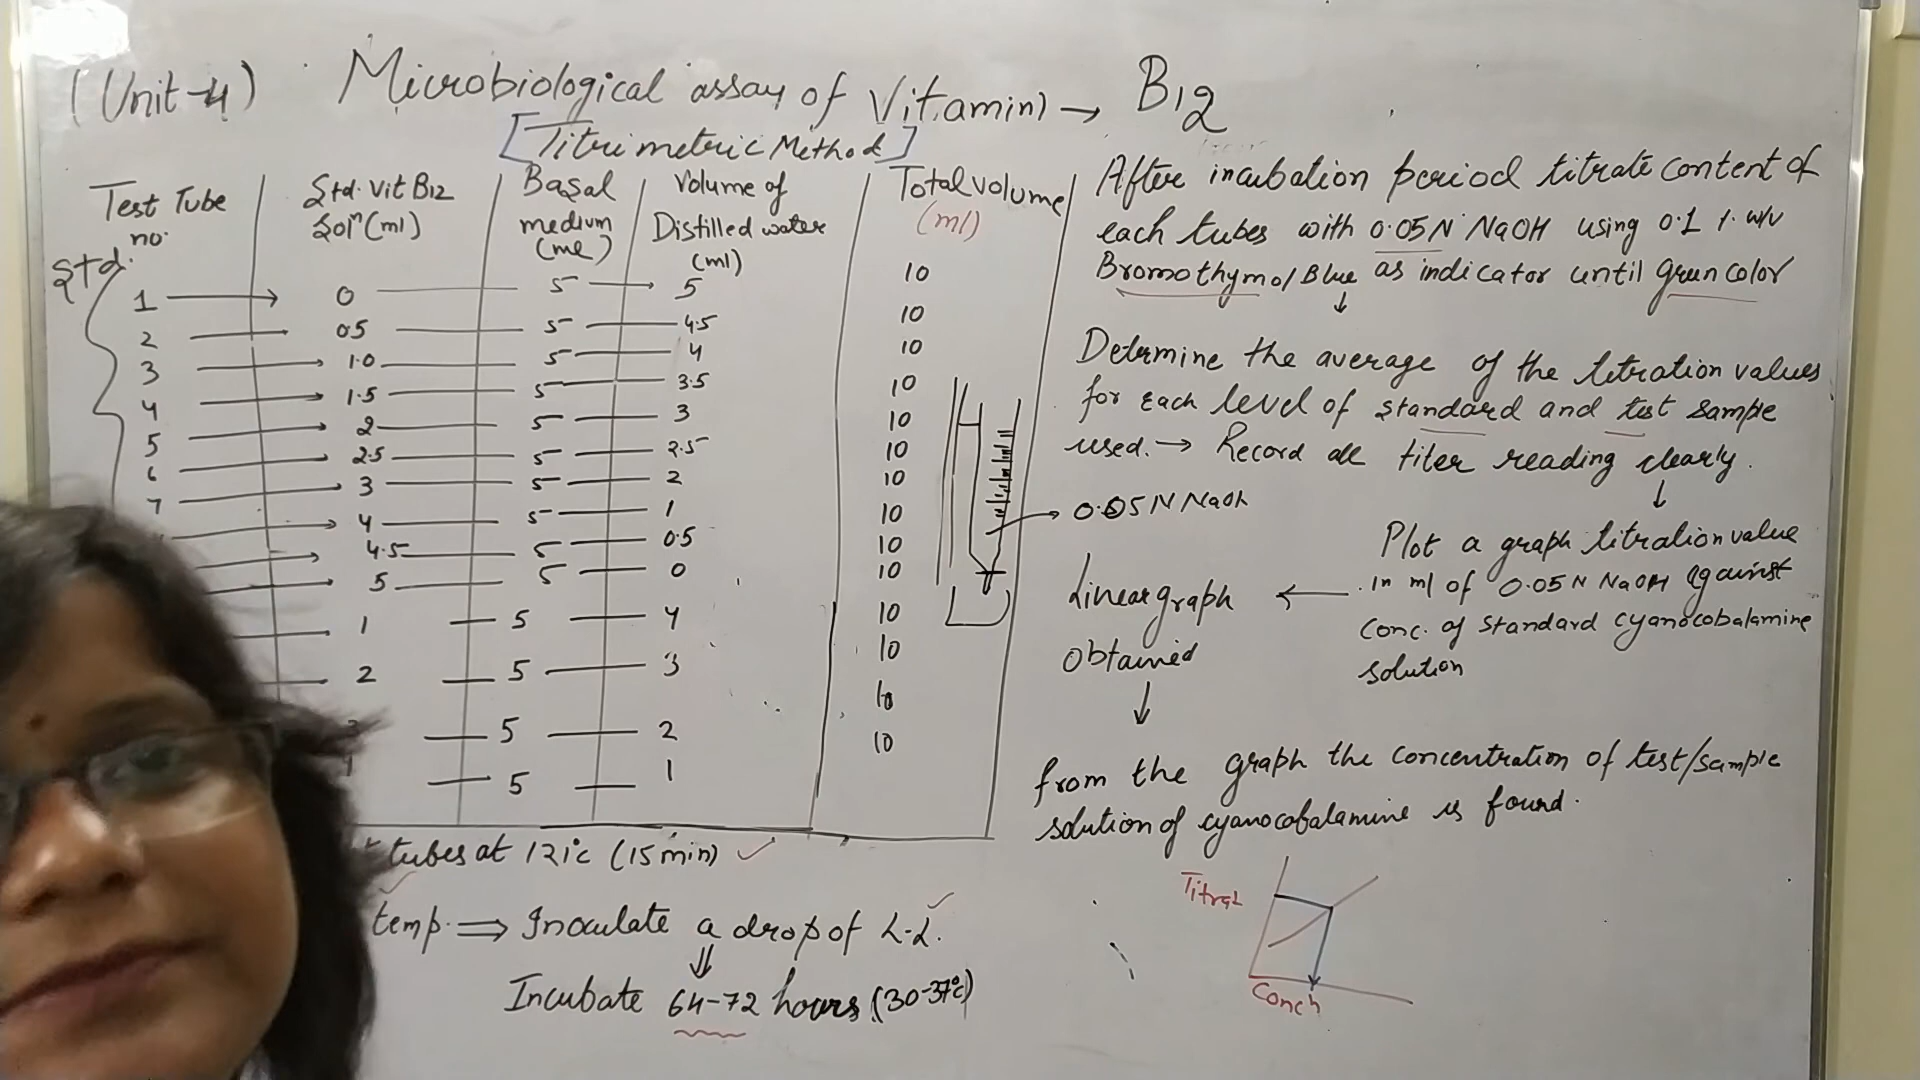 (Unit-4) Microbiological assay of Vitamin) → B12
[Titrimetric Method]
Test Tube no. | Std. Vit B12 Solⁿ (ml) | Basal medium (ml) | Volume of Distilled water (ml) | Total volume (ml)
Std.
1 → 0 5 → 5 10
2 0.5 5 4.5 10
3 → 1.0 5 4 10
4 → 1.5 5 3.5 10
5 → 2 5 3 10
6 → 2.5 5 2.5 10
7 → 3 5 2 10
→ 4 5 1 10
→ 4.5 5 0.5 10
→ 5 5 0 10
1 5 4 10
2 5 3 10
5 2 10
5 1 10
tubes at 121°c (15 min) ✓
temp. ⇒ Inoculate a drop of L.L.
⇓
Incubate 64-72 hours (30-37°c)
After incubation period titrate content of
each tubes with 0.05 N NaOH using 0.1 % w/v
Bromothymol Blue as indicator until green color
↓
Determine the average of the titration values
for each level of standard and test sample
used. → Record all titer reading clearly.
↓
0.05 N NaOh
Plot a graph titration value
in ml of 0.05 N NaOH against
conc. of standard cyanocobalamine
solution
←
Linear graph
obtained
↓
from the graph the concentration of test/sample
solution of cyanocobalamine is found.
Conch